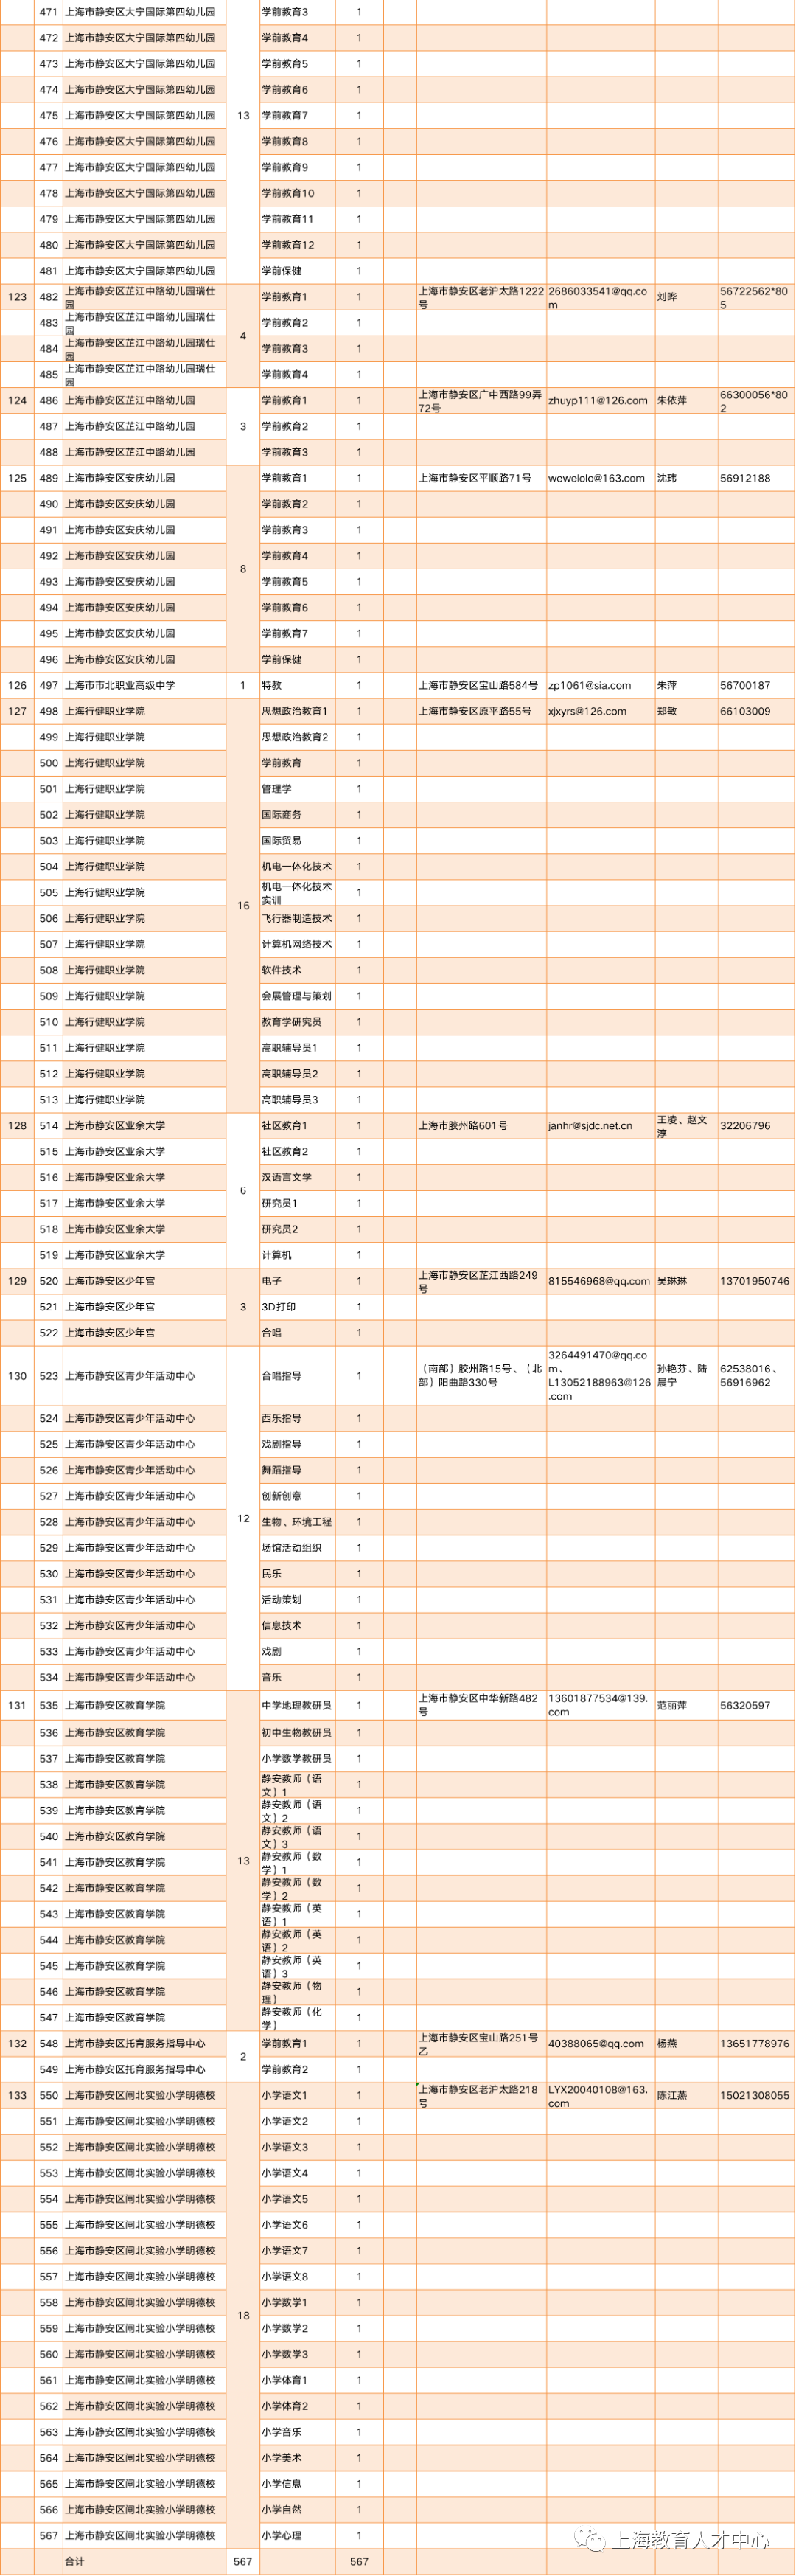 471 上海市静安区大宁国际第四幼儿园 学前教育3 1
472 上海市静安区大宁国际第四幼儿园 学前教育4 1
473 上海市静安区大宁国际第四幼儿园 学前教育5 1
474 上海市静安区大宁国际第四幼儿园 学前教育6 1
475 上海市静安区大宁国际第四幼儿园 13 学前教育7 1
476 上海市静安区大宁国际第四幼儿园 学前教育8 1
477 上海市静安区大宁国际第四幼儿园 学前教育9 1
478 上海市静安区大宁国际第四幼儿园 学前教育10 1
479 上海市静安区大宁国际第四幼儿园 学前教育11 1
480 上海市静安区大宁国际第四幼儿园 学前教育12 1
481 上海市静安区大宁国际第四幼儿园 学前保健 1
123 482 上海市静安区芷江中路幼儿园瑞仕园 学前教育1 1 上海市静安区老沪太路1222号 2686033541@qq.com 刘晔 56722562*805
483 上海市静安区芷江中路幼儿园瑞仕园 学前教育2 1
4
484 上海市静安区芷江中路幼儿园瑞仕园 学前教育3 1
485 上海市静安区芷江中路幼儿园瑞仕园 学前教育4 1
124 486 上海市静安区芷江中路幼儿园 学前教育1 1 上海市静安区广中西路99弄72号 zhuyp111@126.com 朱依萍 66300056*802
487 上海市静安区芷江中路幼儿园 3 学前教育2 1
488 上海市静安区芷江中路幼儿园 学前教育3 1
125 489 上海市静安区安庆幼儿园 学前教育1 1 上海市静安区平顺路71号 wewelolo@163.com 沈玮 56912188
490 上海市静安区安庆幼儿园 学前教育2 1
491 上海市静安区安庆幼儿园 学前教育3 1
492 上海市静安区安庆幼儿园 学前教育4 1
8
493 上海市静安区安庆幼儿园 学前教育5 1
494 上海市静安区安庆幼儿园 学前教育6 1
495 上海市静安区安庆幼儿园 学前教育7 1
496 上海市静安区安庆幼儿园 学前保健 1
126 497 上海市市北职业高级中学 1 特教 1 上海市静安区宝山路584号 zp1061@sia.com 朱萍 56700187
127 498 上海行健职业学院 思想政治教育1 1 上海市静安区原平路55号 xjxyrs@126.com 郑敏 66103009
499 上海行健职业学院 思想政治教育2 1
500 上海行健职业学院 学前教育 1
501 上海行健职业学院 管理学 1
502 上海行健职业学院 国际商务 1
503 上海行健职业学院 国际贸易 1
504 上海行健职业学院 机电一体化技术 1
505 上海行健职业学院 机电一体化技术实训 1
16
506 上海行健职业学院 飞行器制造技术 1
507 上海行健职业学院 计算机网络技术 1
508 上海行健职业学院 软件技术 1
509 上海行健职业学院 会展管理与策划 1
510 上海行健职业学院 教育学研究员 1
511 上海行健职业学院 高职辅导员1 1
512 上海行健职业学院 高职辅导员2 1
513 上海行健职业学院 高职辅导员3 1
128 514 上海市静安区业余大学 社区教育1 1 上海市胶州路601号 janhr@sjdc.net.cn 王凌、赵文淳 32206796
515 上海市静安区业余大学 社区教育2 1
516 上海市静安区业余大学 汉语言文学 1
6
517 上海市静安区业余大学 研究员1 1
518 上海市静安区业余大学 研究员2 1
519 上海市静安区业余大学 计算机 1
129 520 上海市静安区少年宫 电子 1 上海市静安区芷江西路249号 815546968@qq.com 吴琳琳 13701950746
521 上海市静安区少年宫 3 3D打印 1
522 上海市静安区少年宫 合唱 1
130 523 上海市静安区青少年活动中心 合唱指导 1 （南部）胶州路15号、（北部）阳曲路330号 3264491470@qq.com、L13052188963@126.com 孙艳芬、陆晨宁 62538016、56916962
524 上海市静安区青少年活动中心 西乐指导 1
525 上海市静安区青少年活动中心 戏剧指导 1
526 上海市静安区青少年活动中心 舞蹈指导 1
527 上海市静安区青少年活动中心 创新创意 1
528 上海市静安区青少年活动中心 12 生物、环境工程 1
529 上海市静安区青少年活动中心 场馆活动组织 1
530 上海市静安区青少年活动中心 民乐 1
531 上海市静安区青少年活动中心 活动策划 1
532 上海市静安区青少年活动中心 信息技术 1
533 上海市静安区青少年活动中心 戏剧 1
534 上海市静安区青少年活动中心 音乐 1
131 535 上海市静安区教育学院 中学地理教研员 1 上海市静安区中华新路482号 13601877534@139.com 范丽萍 56320597
536 上海市静安区教育学院 初中生物教研员 1
537 上海市静安区教育学院 小学数学教研员 1
538 上海市静安区教育学院 静安教师（语文）1 1
539 上海市静安区教育学院 静安教师（语文）2 1
540 上海市静安区教育学院 静安教师（语文）3 1
541 上海市静安区教育学院 13 静安教师（数学）1 1
542 上海市静安区教育学院 静安教师（数学）2 1
543 上海市静安区教育学院 静安教师（英语）1 1
544 上海市静安区教育学院 静安教师（英语）2 1
545 上海市静安区教育学院 静安教师（英语）3 1
546 上海市静安区教育学院 静安教师（物理） 1
547 上海市静安区教育学院 静安教师（化学） 1
132 548 上海市静安区托育服务指导中心 学前教育1 1 上海市静安区宝山路251号乙 40388065@qq.com 杨燕 13651778976
2
549 上海市静安区托育服务指导中心 学前教育2 1
133 550 上海市静安区闸北实验小学明德校 小学语文1 1 上海市静安区老沪太路218号 LYX20040108@163.com 陈江燕 15021308055
551 上海市静安区闸北实验小学明德校 小学语文2 1
552 上海市静安区闸北实验小学明德校 小学语文3 1
553 上海市静安区闸北实验小学明德校 小学语文4 1
554 上海市静安区闸北实验小学明德校 小学语文5 1
555 上海市静安区闸北实验小学明德校 小学语文6 1
556 上海市静安区闸北实验小学明德校 小学语文7 1
557 上海市静安区闸北实验小学明德校 小学语文8 1
558 上海市静安区闸北实验小学明德校 小学数学1 1
18
559 上海市静安区闸北实验小学明德校 小学数学2 1
560 上海市静安区闸北实验小学明德校 小学数学3 1
561 上海市静安区闸北实验小学明德校 小学体育1 1
562 上海市静安区闸北实验小学明德校 小学体育2 1
563 上海市静安区闸北实验小学明德校 小学音乐 1
564 上海市静安区闸北实验小学明德校 小学美术 1
565 上海市静安区闸北实验小学明德校 小学信息 1
566 上海市静安区闸北实验小学明德校 小学自然 1
567 上海市静安区闸北实验小学明德校 小学心理 1
上海教育人才中心
合计 567 567